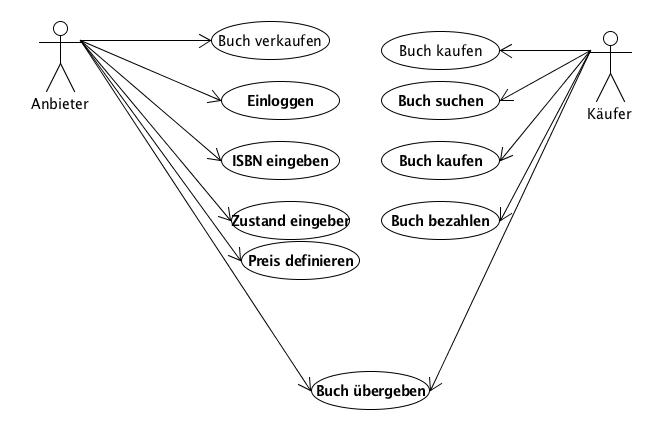 Anbieter
Buch verkaufen
Einloggen
ISBN eingeben
Zustand eingeber
Preis definieren
Buch übergeben
Käufer
Buch kaufen
Buch suchen
Buch kaufen
Buch bezahlen